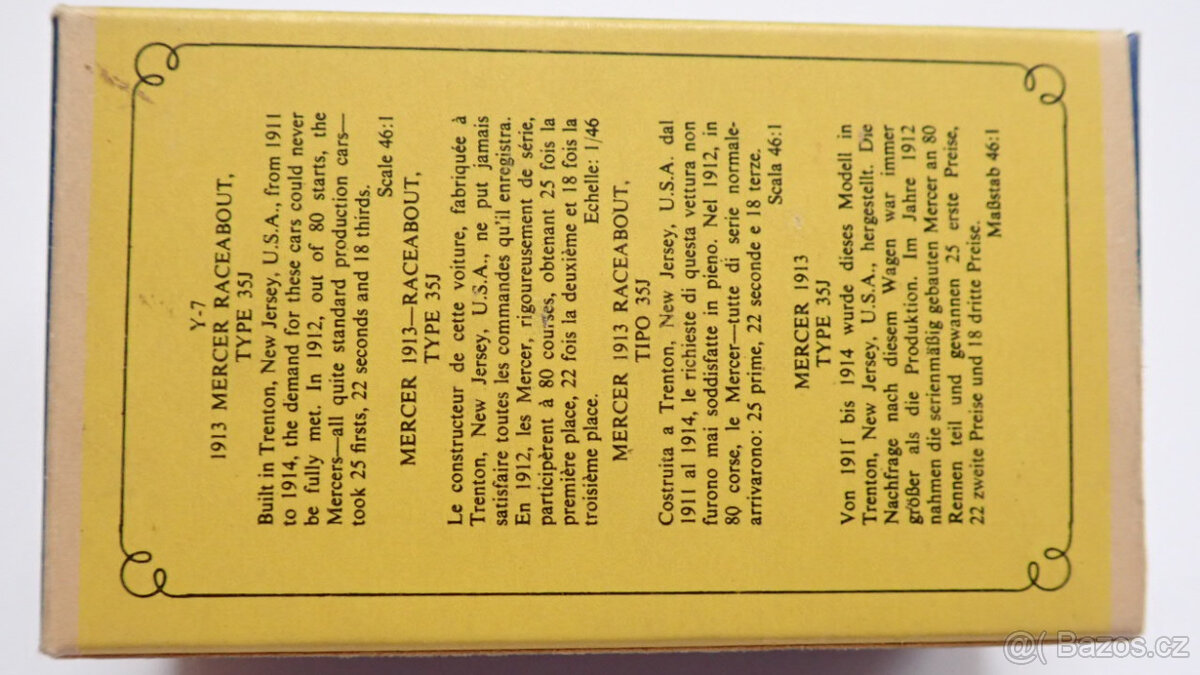 Y-7
1913 MERCER RACEABOUT,
TYPE 35J
Built in Trenton, New Jersey, U.S.A., from 1911
to 1914, the demand for these cars could never
be fully met. In 1912, out of 80 starts, the
Mercers—all quite standard production cars—
took 25 firsts, 22 seconds and 18 thirds.
Scale 46:1
MERCER 1913—RACEABOUT,
TYPE 35J
Le constructeur de cette voiture, fabriquée à
Trenton, New Jersey, U.S.A., ne put jamais
satisfaire toutes les commandes qu'il enregistra.
En 1912, les Mercer, rigoureusement de série,
participèrent à 80 courses, obtenant 25 fois la
première place, 22 fois la deuxième et 18 fois la
troisième place.
Echelle: 1/46
MERCER 1913 RACEABOUT,
TIPO 35J
Costruita a Trenton, New Jersey, U.S.A. dal
1911 al 1914, le richieste di questa vettura non
furono mai soddisfatte in pieno. Nel 1912, in
80 corse, le Mercer—tutte di serie normale-
arrivarono: 25 prime, 22 seconde e 18 terze.
Scala 46:1
MERCER 1913
TYPE 35J
Von 1911 bis 1914 wurde dieses Modell in
Trenton, New Jersey, U.S.A., hergestellt. Die
Nachfrage nach diesem Wagen war immer
größer als die Produktion. Im Jahre 1912
nahmen die serienmäßig gebauten Mercer an 80
Rennen teil und gewannen 25 erste Preise,
22 zweite Preise und 18 dritte Preise.
Maßstab 46:1
Bazos.cz